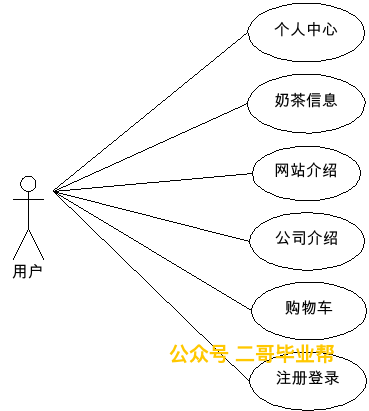 个人中心
奶茶信息
网站介绍
用户
公司介绍
购物车
公众号 二哥毕业帮
注册登录